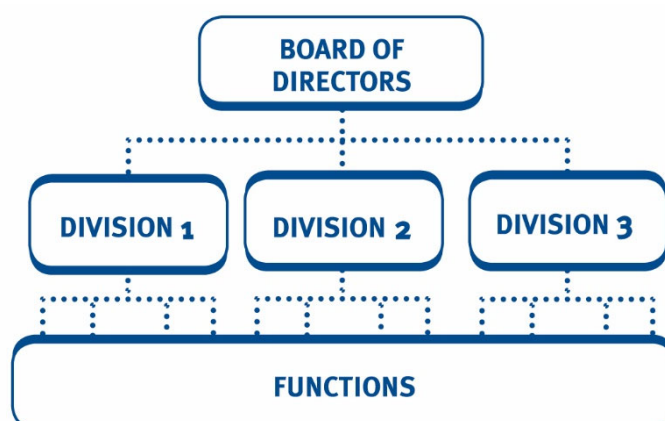 BOARD OF
DIRECTORS
DIVISION 1
DIVISION 2
DIVISION 3
FUNCTIONS